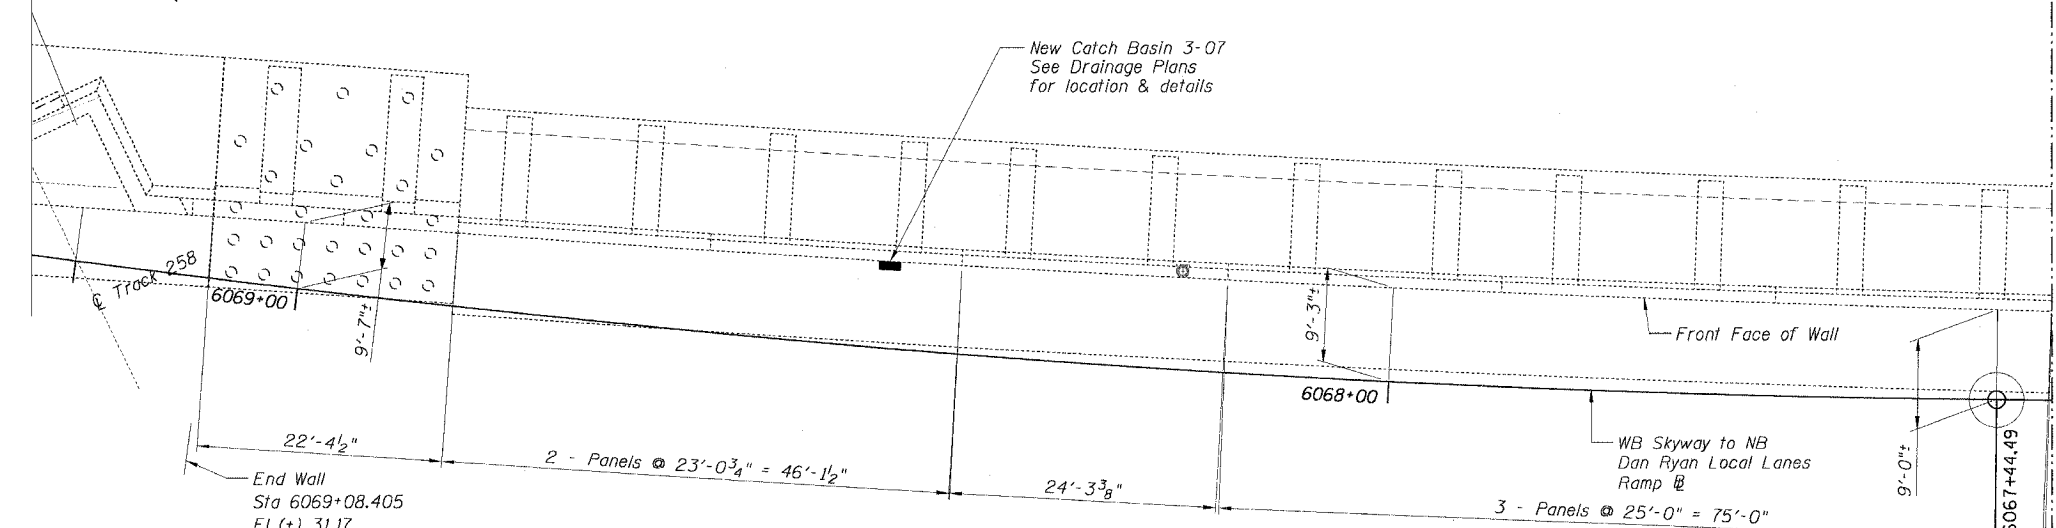 New Catch Basin 3-07
See Drainage Plans
for location & details
℄ Track 258
6069+00
9'-7"±
9'-3"±
Front Face of Wall
6068+00
9'-0"±
6067+44.49
WB Skyway to NB
Dan Ryan Local Lanes
Ramp ⅊
22'-4½"
2 - Panels @ 23'-0¾" = 46'-1½"
24'-3⅜"
3 - Panels @ 25'-0" = 75'-0"
End Wall
Sta 6069+08.405
El (+) 31.17